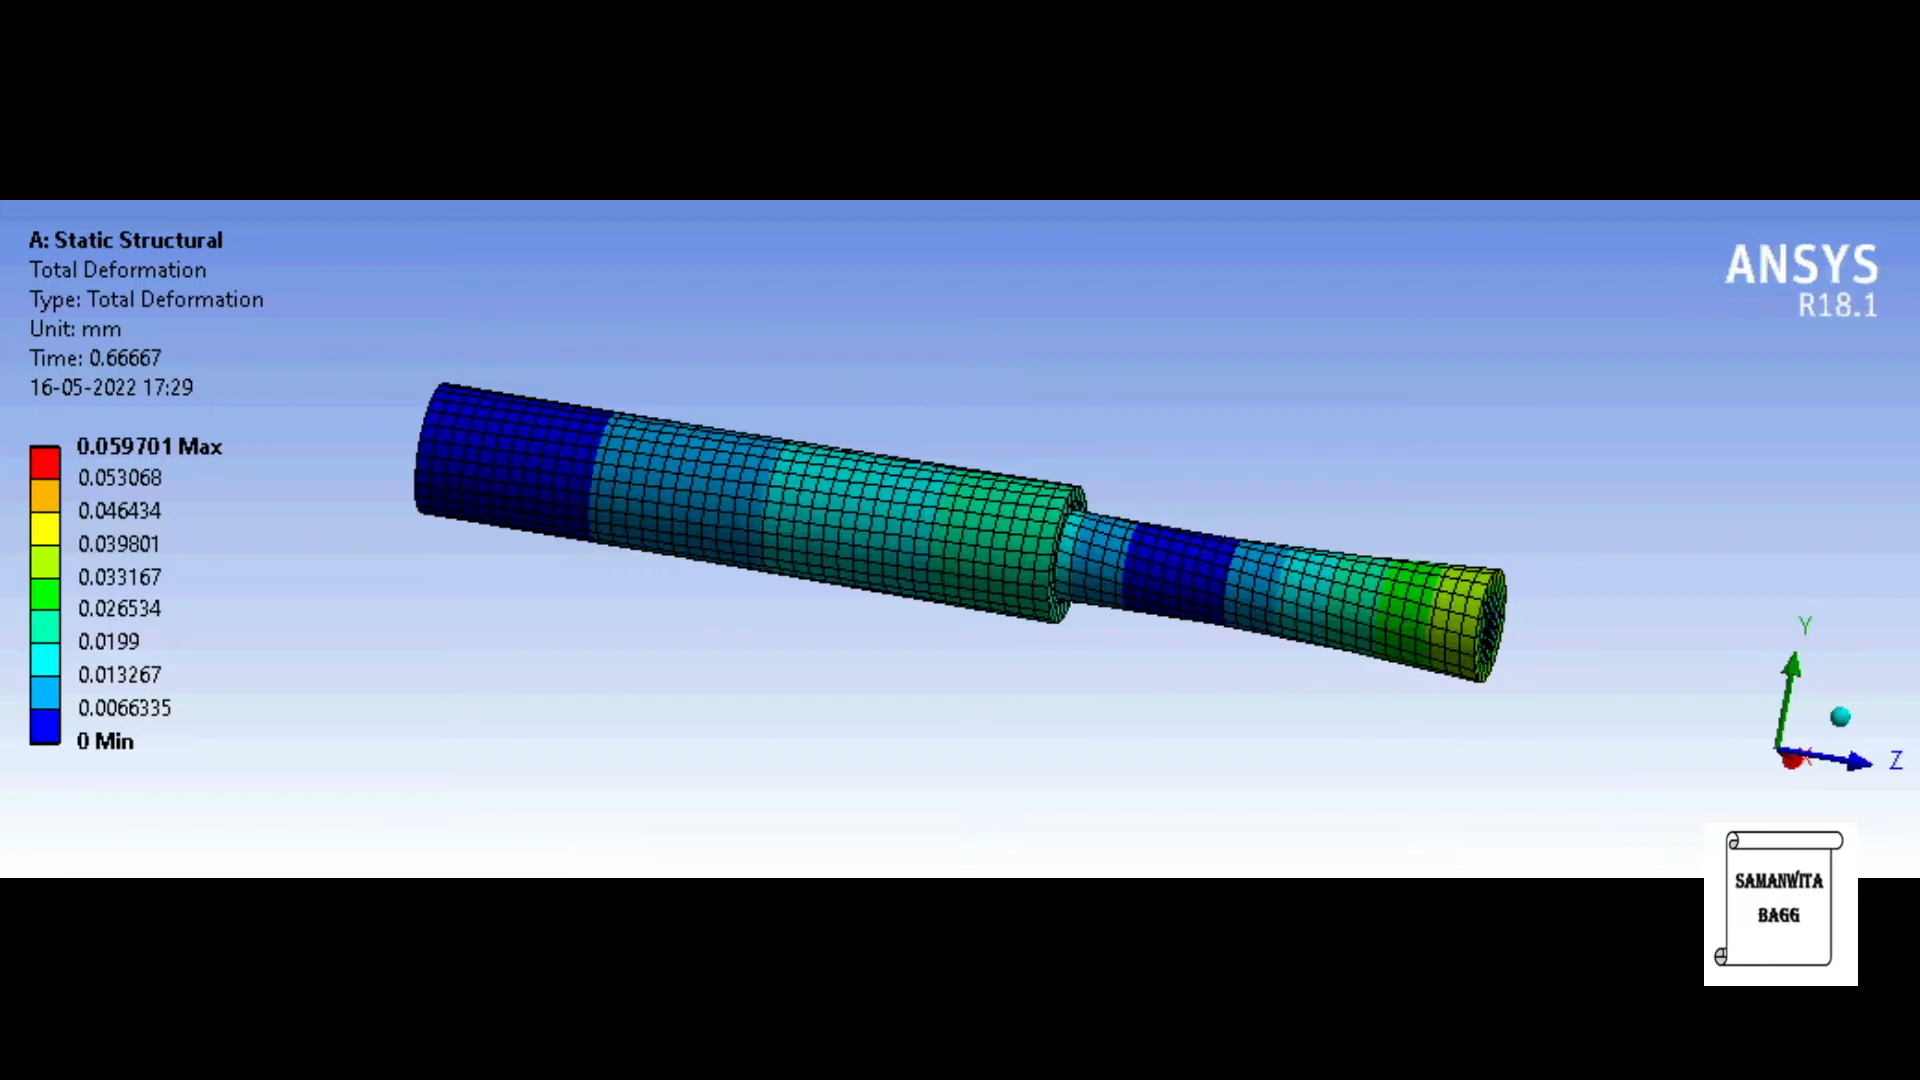 A: Static Structural
Total Deformation
Type: Total Deformation
Unit: mm
Time: 0.66667
16-05-2022 17:29
0.059701 Max
0.053068
0.046434
0.039801
0.033167
0.026534
0.0199
0.013267
0.0066335
0 Min
ANSYS
R18.1
Y
X
Z
SAMANWITA
BAGG